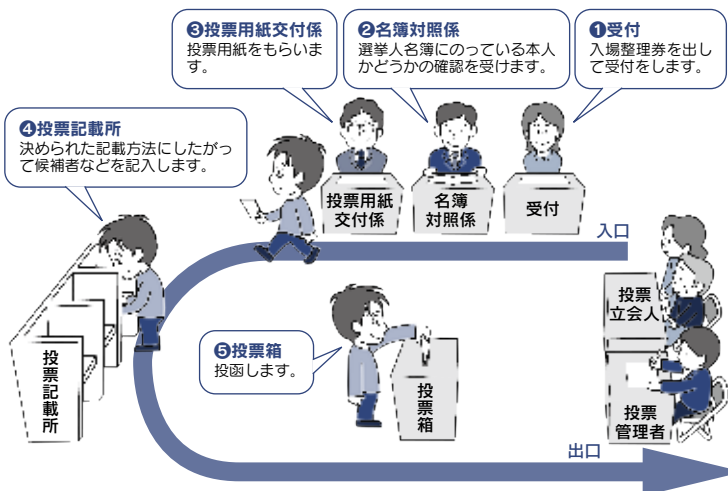 ❸投票用紙交付係
投票用紙をもらいま
す。
❷名簿対照係
選挙人名簿にのっている本人
かどうかの確認を受けます。
❶受付
入場整理券を出し
て受付をします。
❹投票記載所
決められた記載方法にしたがっ
て候補者などを記入します。
投票用紙
交付係
名簿
対照係
受付
入口
投票
立会人
❺投票箱
投函します。
投票記載所
投票箱
投票
管理者
出口